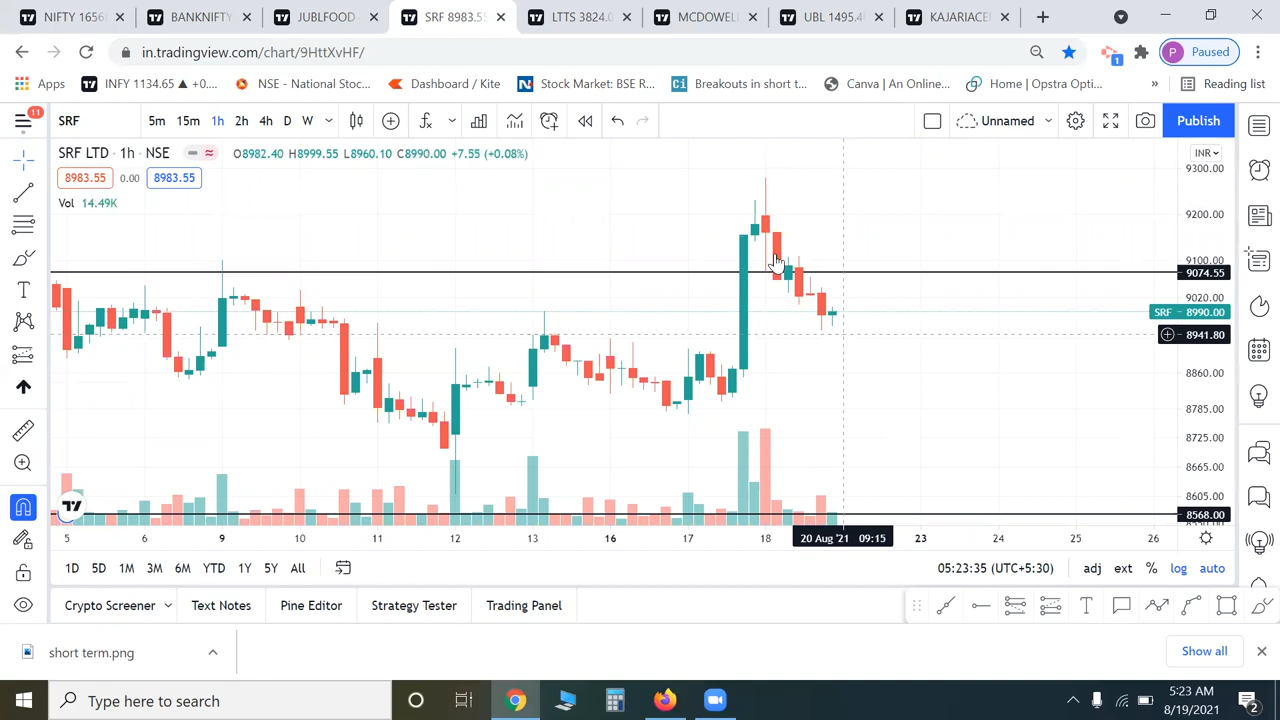 NIFTY 1656
BANKNIFTY
JUBLFOOD
SRF 8983.55
LTTS 3824.0
MCDOWEL
UBL 1495.4
KAJARIACE
in.tradingview.com/chart/9HttXvHF/
1
P Paused
Apps
INFY 1134.65 ▲ +0....
NSE - National Stoc...
Dashboard / Kite
Stock Market: BSE R...
Ci Breakouts in short t...
Canva | An Online...
Home | Opstra Opti...
»
Reading list
11
SRF
5m 15m 1h 2h 4h D W
Unnamed
Publish
SRF LTD · 1h · NSE
O8982.40 H8999.55 L8960.10 C8990.00 +7.55 (+0.08%)
INR
8983.55 0.00 8983.55
Vol 14.49K
9300.00
9200.00
9100.00
9074.55
9020.00
SRF 8990.00
8941.80
8860.00
8785.00
8725.00
8665.00
8605.00
8568.00
5 6 9 10 11 12 13 16 17 18 20 Aug '21 09:15 23 24 25 26
1D 5D 1M 3M 6M YTD 1Y 5Y All
05:23:35 (UTC+5:30)
adj ext % log auto
Crypto Screener
Text Notes
Pine Editor
Strategy Tester
Trading Panel
short term.png
Show all
Type here to search
5:23 AM
8/19/2021
2